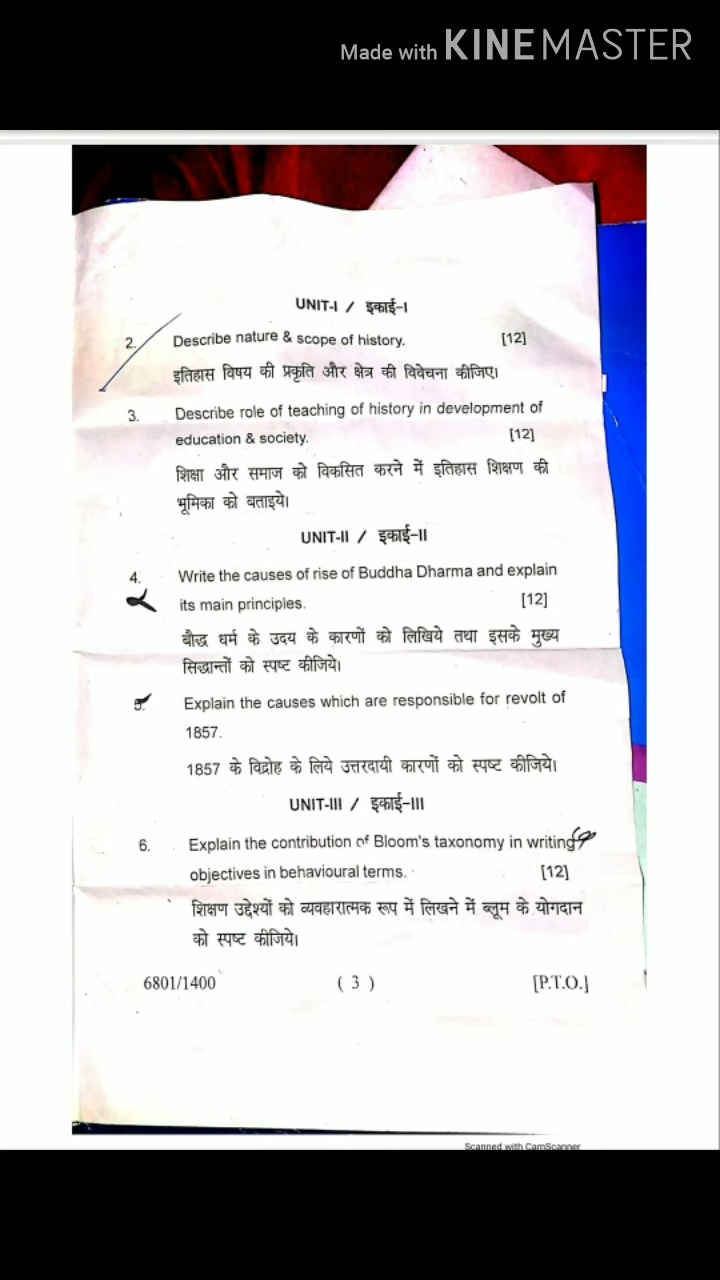 Made with KINEMASTER
UNIT-I / इकाई-I
2. Describe nature & scope of history. [12]
इतिहास विषय की प्रकृति और क्षेत्र की विवेचना कीजिए।
3. Describe role of teaching of history in development of
education & society. [12]
शिक्षा और समाज को विकसित करने में इतिहास शिक्षण की
भूमिका को बताइये।
UNIT-II / इकाई-II
4. Write the causes of rise of Buddha Dharma and explain
its main principles. [12]
बौद्ध धर्म के उदय के कारणों को लिखिये तथा इसके मुख्य
सिद्धान्तों को स्पष्ट कीजिये।
5. Explain the causes which are responsible for revolt of
1857.
1857 के विद्रोह के लिये उत्तरदायी कारणों को स्पष्ट कीजिये।
UNIT-III / इकाई-III
6. Explain the contribution of Bloom's taxonomy in writing
objectives in behavioural terms. [12]
शिक्षण उद्देश्यों को व्यवहारात्मक रूप में लिखने में ब्लूम के योगदान
को स्पष्ट कीजिये।
6801/1400 ( 3 ) [P.T.O.]
Scanned with CamScanner